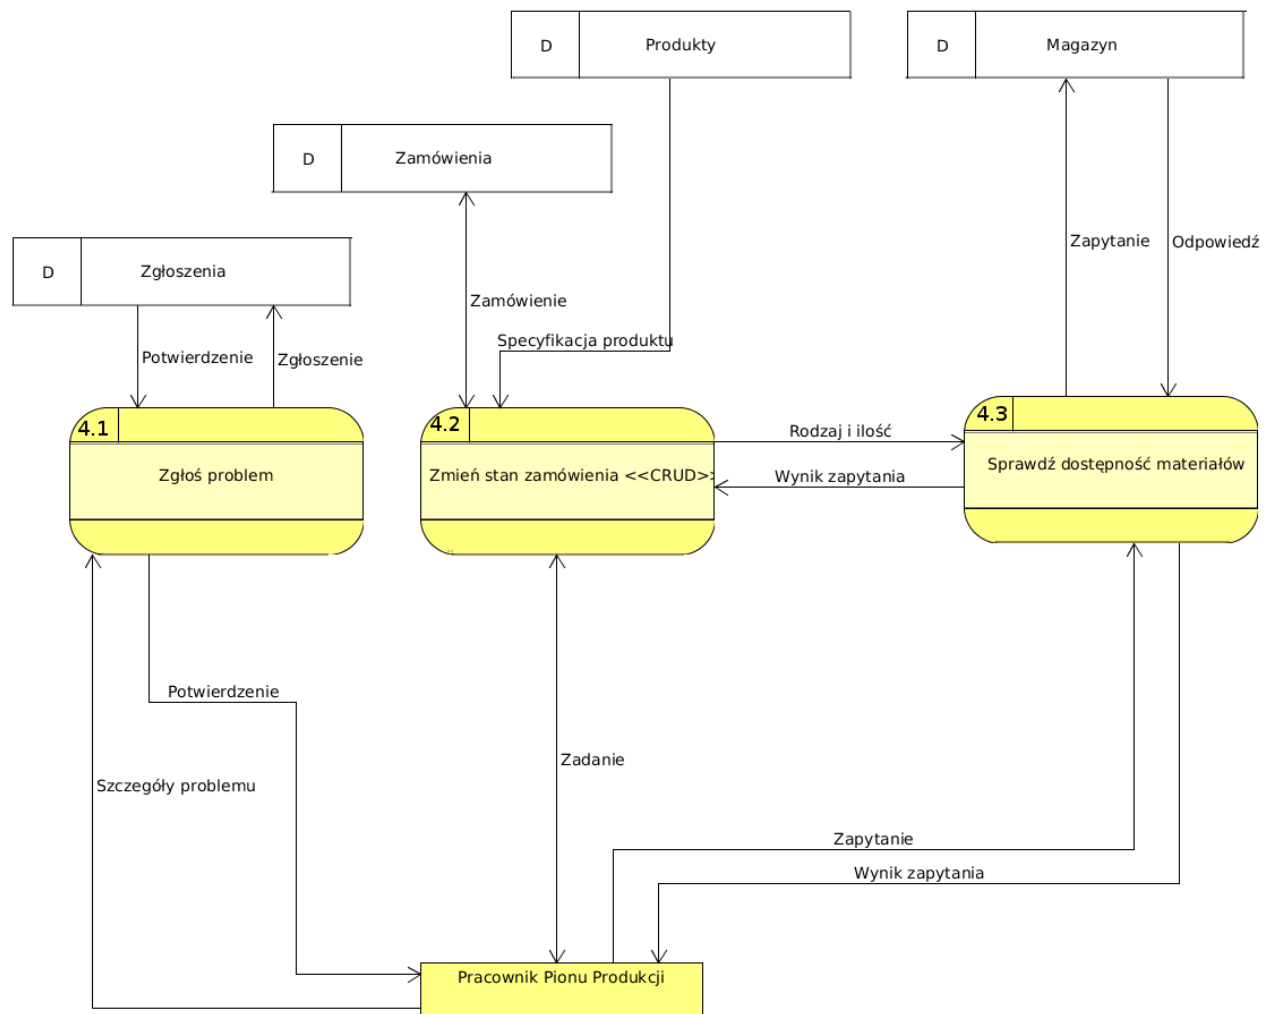 D
Produkty
D
Magazyn
D
Zamówienia
D
Zgłoszenia
Zapytanie
Odpowiedź
Zamówienie
Specyfikacja produktu
Potwierdzenie
Zgłoszenie
4.1
Zgłoś problem
4.2
Zmień stan zamówienia <<CRUD>>
Rodzaj i ilość
Wynik zapytania
4.3
Sprawdź dostępność materiałów
Potwierdzenie
Szczegóły problemu
Zadanie
Zapytanie
Wynik zapytania
Pracownik Pionu Produkcji